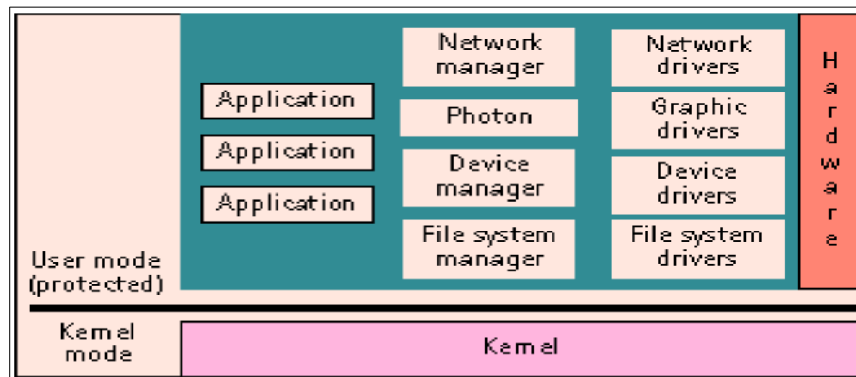 User mode
(protected)
Application
Application
Application
Network
manager
Photon
Device
manager
File system
manager
Network
drivers
Graphic
drivers
Device
drivers
File system
drivers
Hardware
Kernel
mode
Kernel